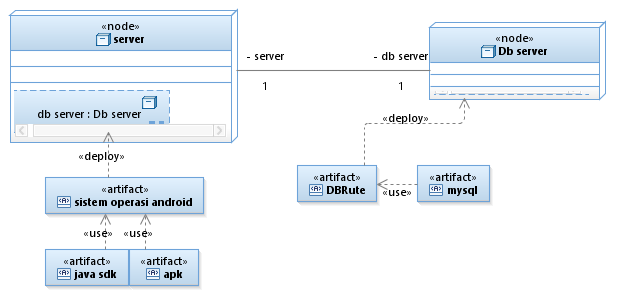 «node»
server
db server : Db server
- server
- db server
1
1
«node»
Db server
«deploy»
«deploy»
«artifact»
sistem operasi android
«artifact»
DBRute
«artifact»
mysql
«use»
«use»
«use»
«artifact»
java sdk
«artifact»
apk